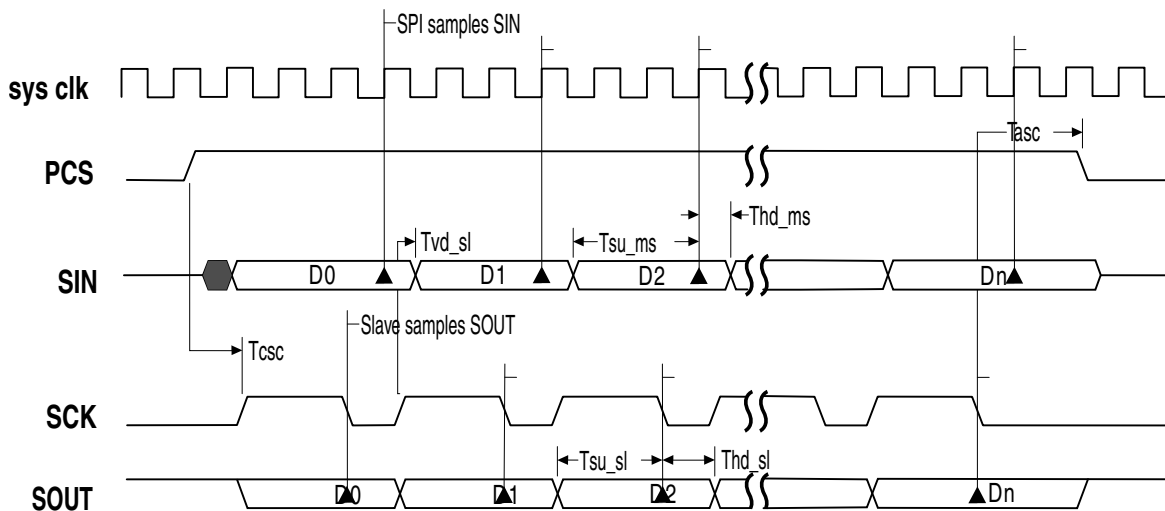 SPI samples SIN
sys clk
Tasc
PCS
Thd_ms
Tvd_sl
Tsu_ms
SIN
D0
D1
D2
Dn
Slave samples SOUT
Tcsc
SCK
Tsu_sl
Thd_sl
SOUT
D0
D1
D2
Dn